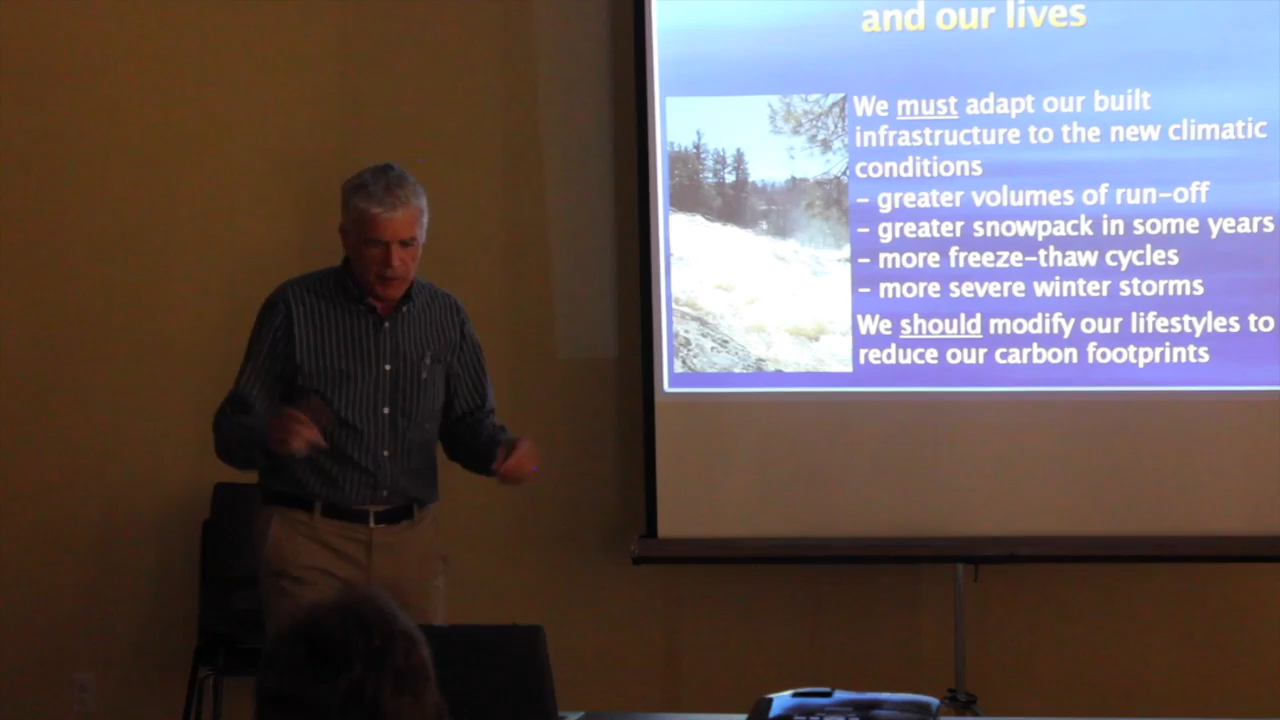 and our lives
We must adapt our built
infrastructure to the new climatic
conditions
– greater volumes of run-off
– greater snowpack in some years
– more freeze-thaw cycles
– more severe winter storms
We should modify our lifestyles to
reduce our carbon footprints